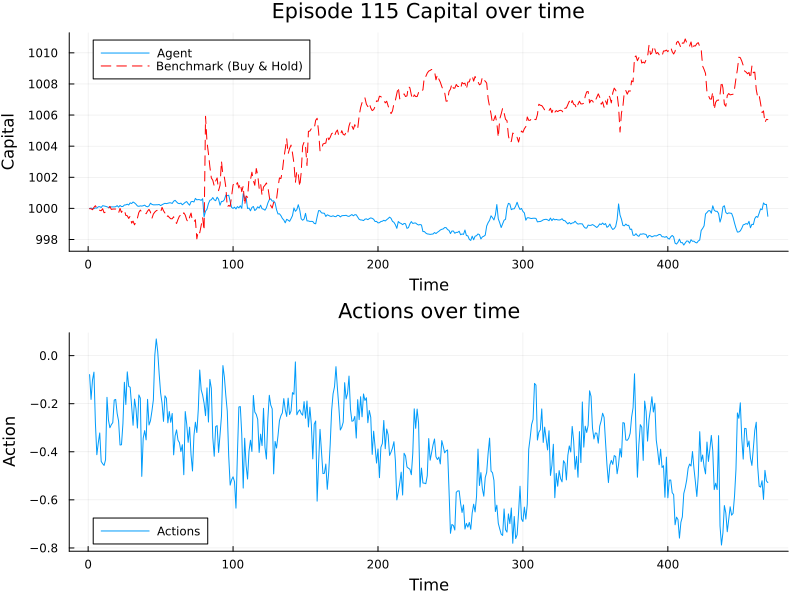 Episode 115 Capital over time
Capital
1010
1008
1006
1004
1002
1000
998
Agent
Benchmark (Buy & Hold)
0
100
200
300
400
Time
Actions over time
Action
0.0
−0.2
−0.4
−0.6
−0.8
Actions
0
100
200
300
400
Time